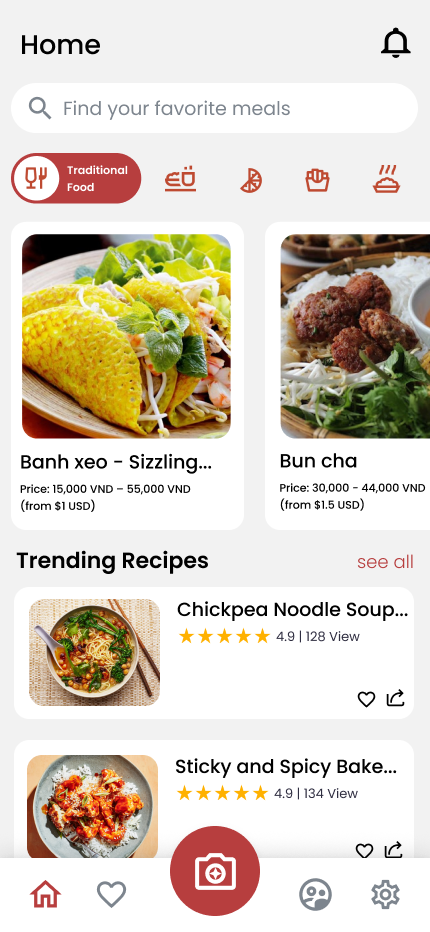 Home
Find your favorite meals
Traditional
Food
Banh xeo - Sizzling...
Price: 15,000 VND – 55,000 VND
(from $1 USD)
Bun cha
Price: 30,000 - 44,000 VND
(from $1.5 USD)
Trending Recipes
see all
Chickpea Noodle Soup...
4.9 | 128 View
Sticky and Spicy Bake...
4.9 | 134 View